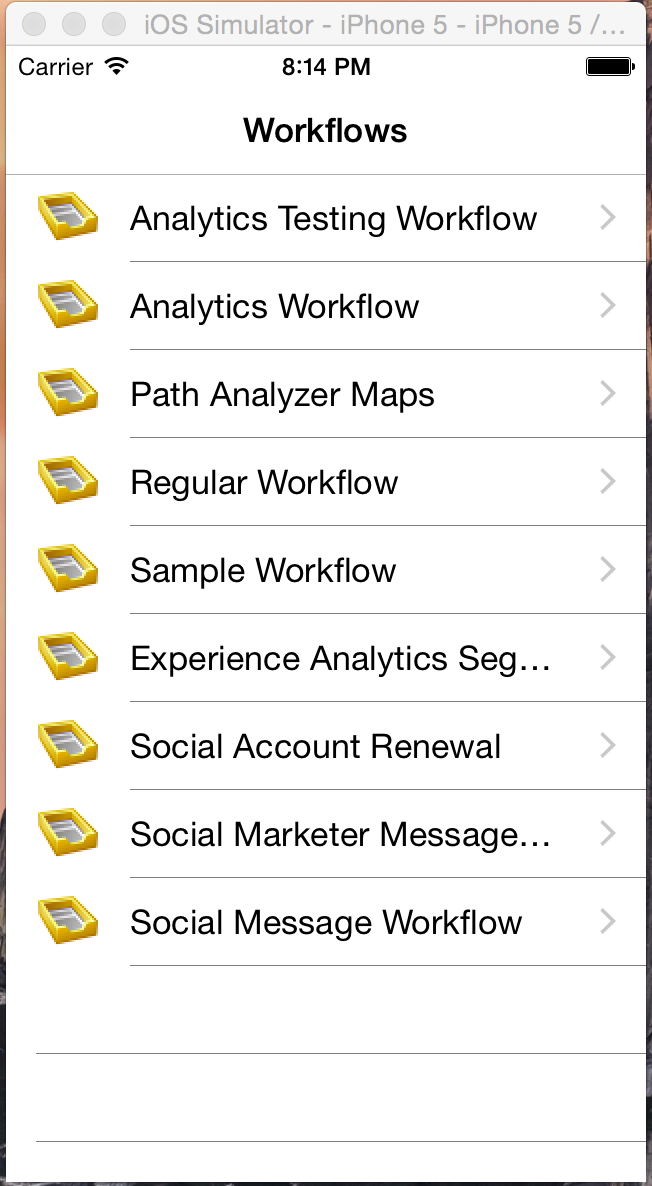 iOS Simulator - iPhone 5 - iPhone 5 /...
Carrier 8:14 PM
Workflows
Analytics Testing Workflow
Analytics Workflow
Path Analyzer Maps
Regular Workflow
Sample Workflow
Experience Analytics Seg...
Social Account Renewal
Social Marketer Message...
Social Message Workflow